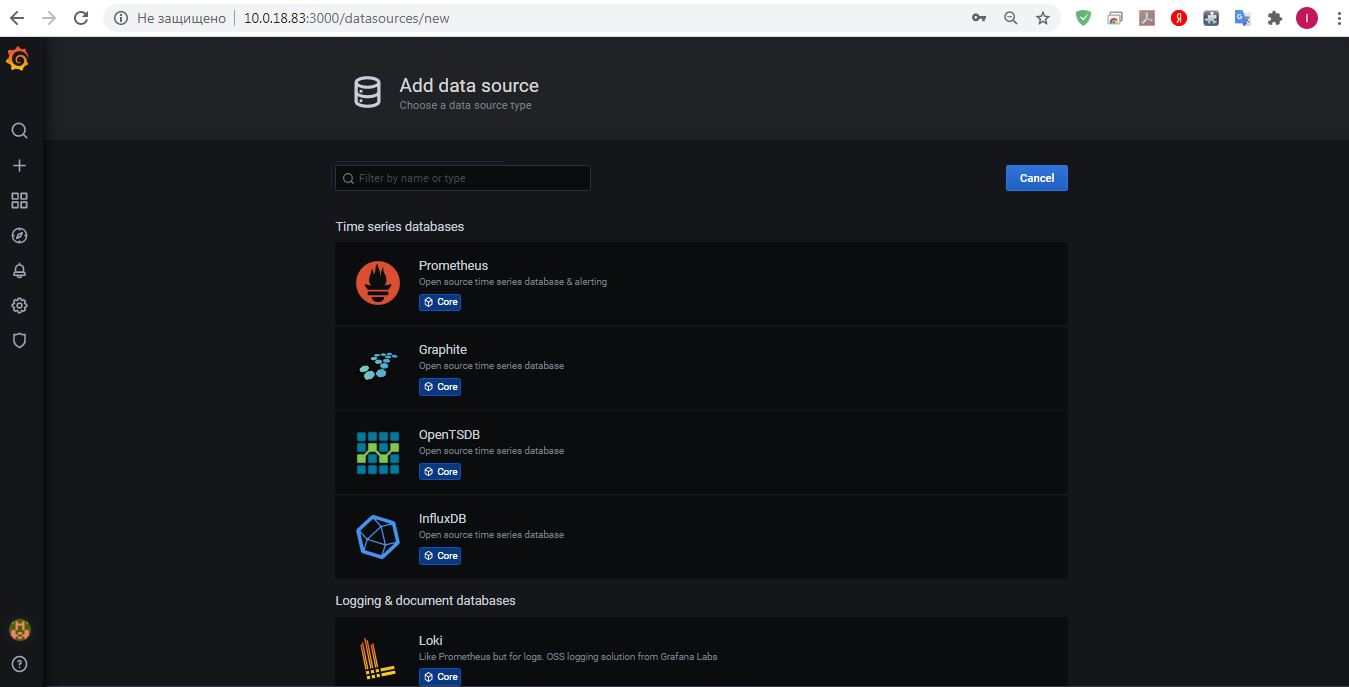 Не защищено
10.0.18.83:3000/datasources/new
Я
G
I
Add data source
Choose a data source type
Filter by name or type
Cancel
Time series databases
Prometheus
Open source time series database & alerting
Core
Graphite
Open source time series database
Core
OpenTSDB
Open source time series database
Core
InfluxDB
Open source time series database
Core
Logging & document databases
Loki
Like Prometheus but for logs. OSS logging solution from Grafana Labs
Core